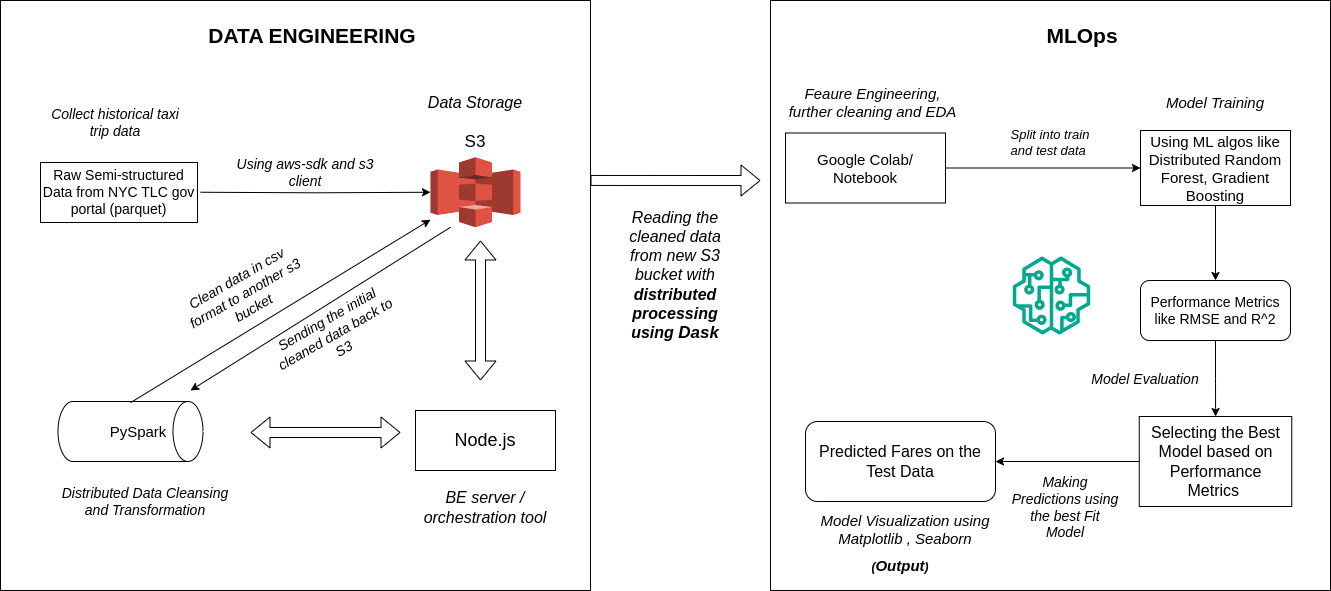 DATA ENGINEERING
Collect historical taxi
trip data
Raw Semi-structured
Data from NYC TLC gov
portal (parquet)
Using aws-sdk and s3
client
Data Storage
S3
Clean data in csv
format to another s3
bucket
Sending the initial
cleaned data back to
S3
PySpark
Distributed Data Cleansing
and Transformation
Node.js
BE server /
orchestration tool
Reading the
cleaned data
from new S3
bucket with
distributed
processing
using Dask
MLOps
Feaure Engineering,
further cleaning and EDA
Google Colab/
Notebook
Split into train
and test data
Model Training
Using ML algos like
Distributed Random
Forest, Gradient
Boosting
Performance Metrics
like RMSE and R^2
Model Evaluation
Selecting the Best
Model based on
Performance
Metrics
Making
Predictions using
the best Fit
Model
Predicted Fares on the
Test Data
Model Visualization using
Matplotlib , Seaborn
(Output)